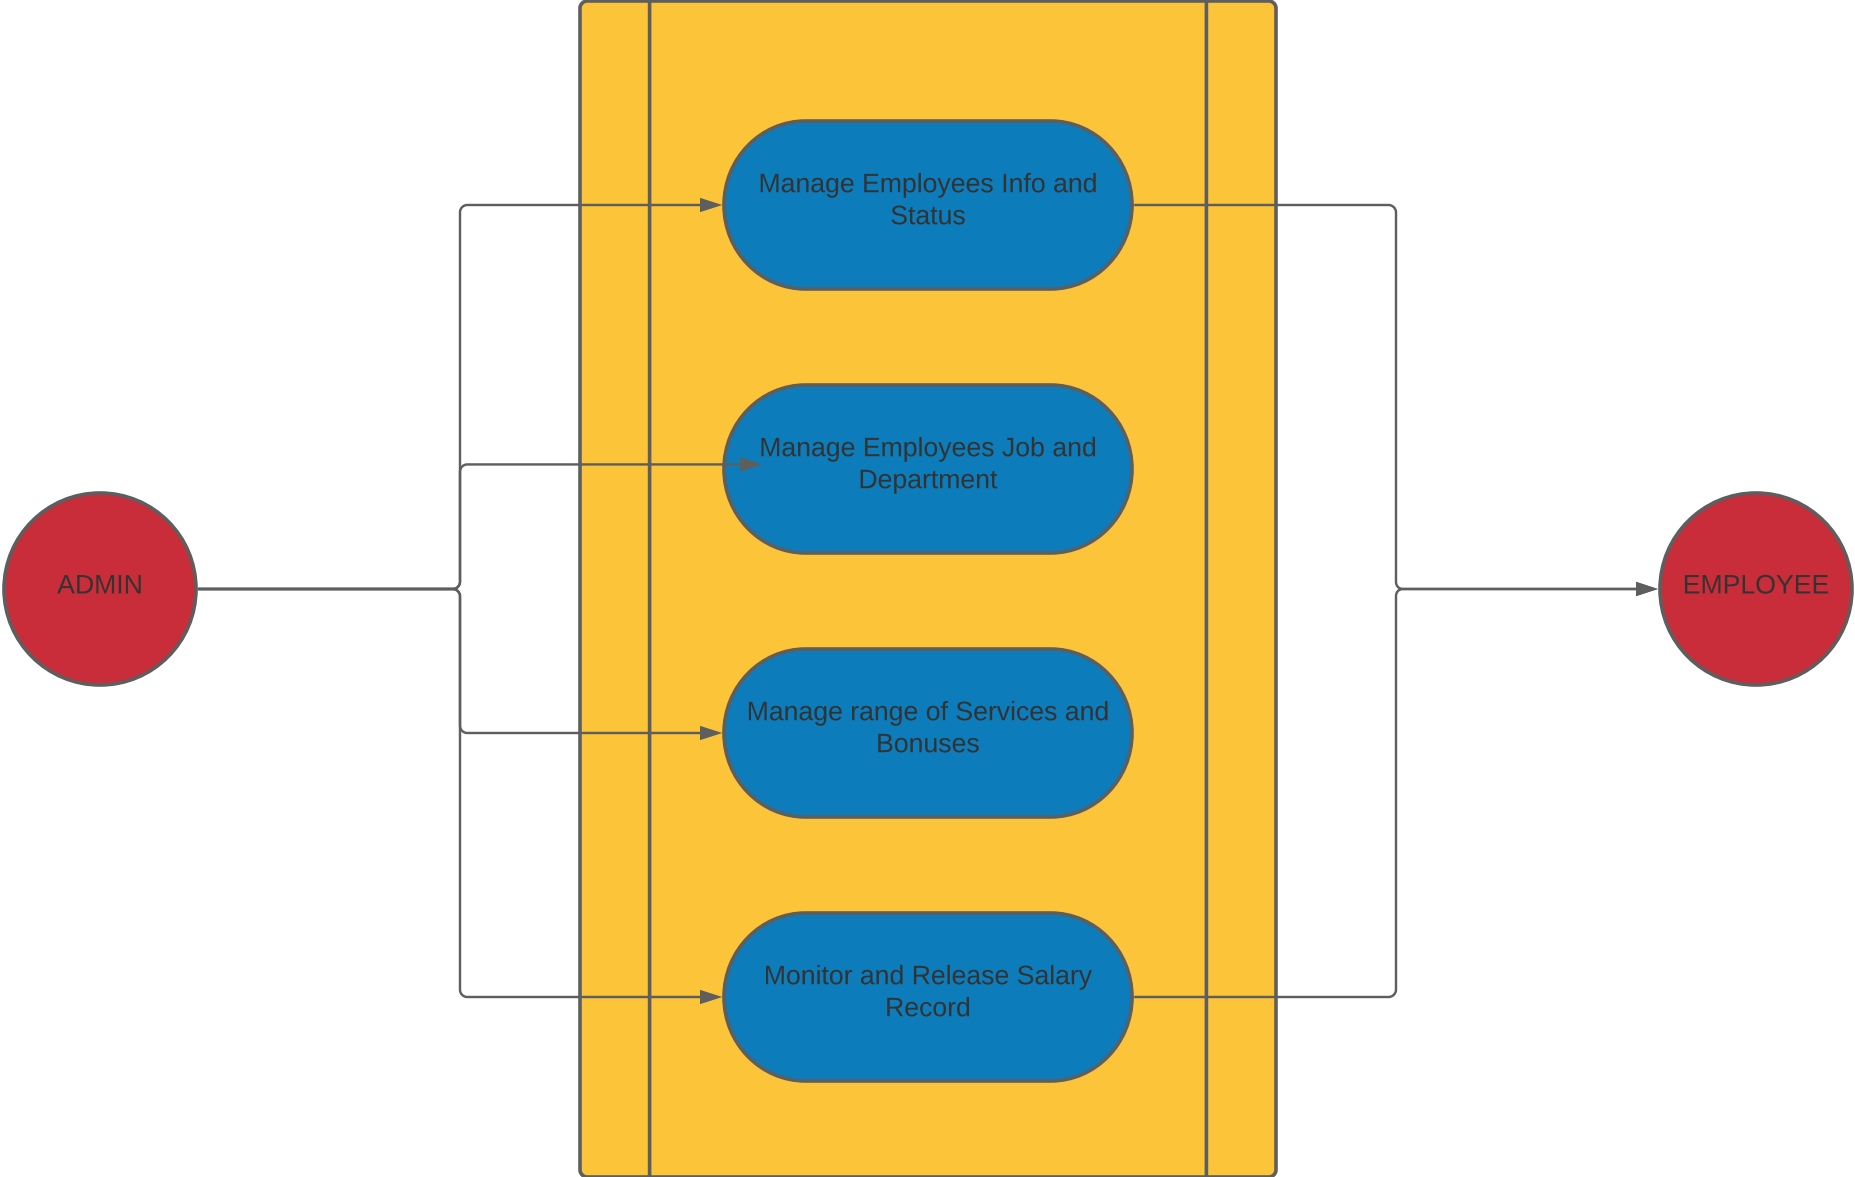 Manage Employees Info and
Status
Manage Employees Job and
Department
ADMIN
EMPLOYEE
Manage range of Services and
Bonuses
Monitor and Release Salary
Record